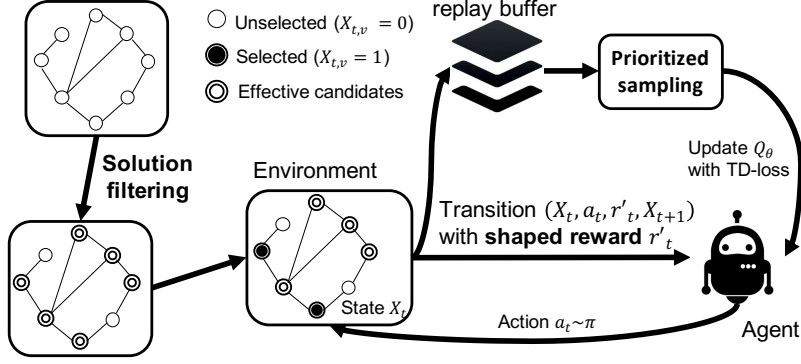 Unselected (X_{t,v} = 0)
Selected (X_{t,v} = 1)
Effective candidates
replay buffer
Prioritized
sampling
Solution
filtering
Environment
Update Q_θ
with TD-loss
Transition (X_t, a_t, r'_t, X_{t+1})
with shaped reward r'_t
State X_t
Action a_t~π
Agent